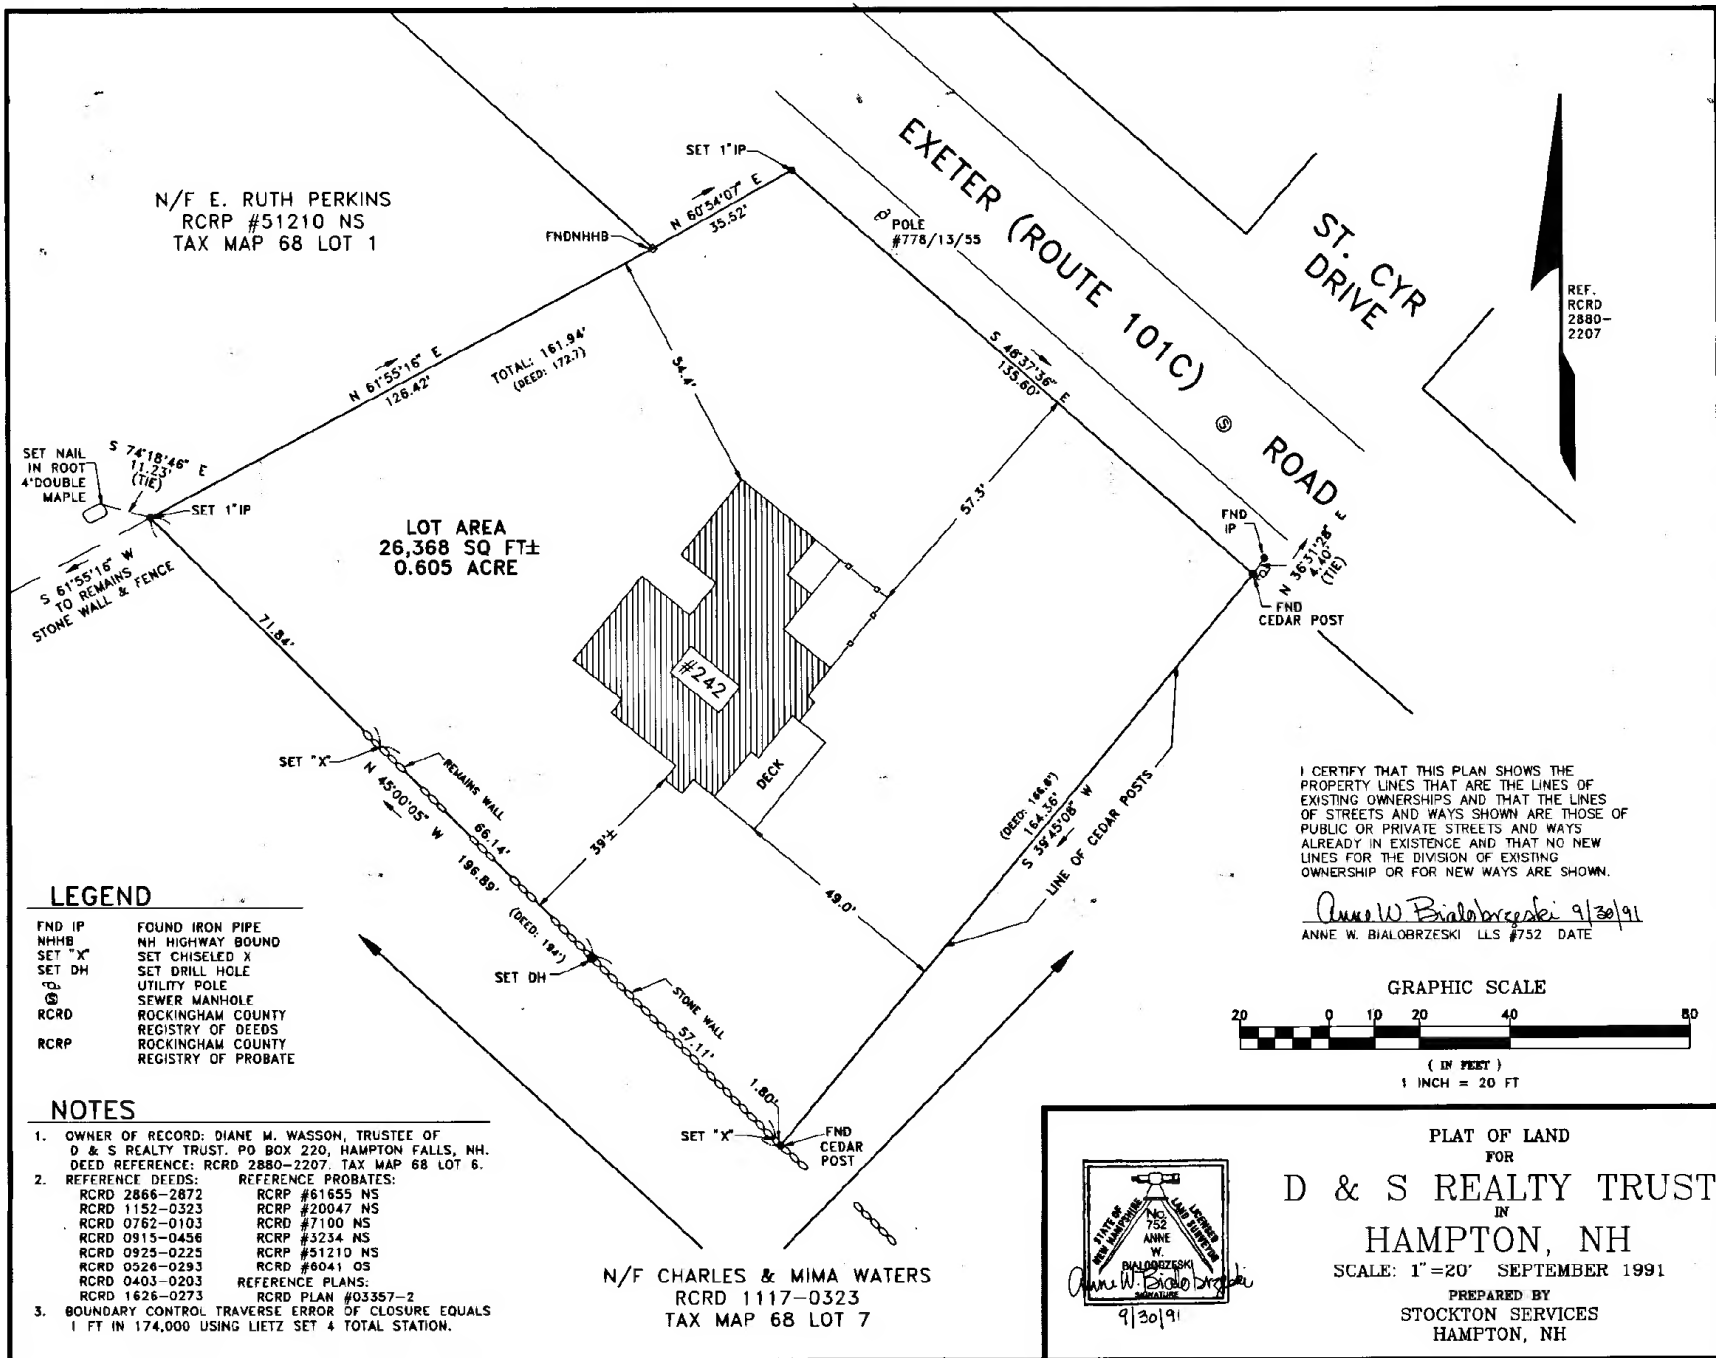 N/F E. RUTH PERKINS
RCRP #51210 NS
TAX MAP 68 LOT 1
SET 1"IP
FNDNHHB
N 60°54'07" E
35.52'
POLE
#778/13/55
EXETER (ROUTE 101C) ROAD
Ⓢ
ST. CYR
DRIVE
REF.
RCRD
2880-
2207
N 61°55'16" E
126.42'
TOTAL: 161.94'
(DEED: 172.7)
54.4'
S 48°37'36" E
135.60'
57.3'
SET NAIL
IN ROOT
4'DOUBLE
MAPLE
S 74°18'46" E
11.23'
(TIE)
SET 1"IP
S 61°55'16" W
TO REMAINS
STONE WALL & FENCE
LOT AREA
26,368 SQ FT±
0.605 ACRE
71.84'
#242
DECK
FND
IP
N 36°31'28" E
4.40'
(TIE)
FND
CEDAR POST
SET "X"
REMAINS WALL
N 45°00'05" W
66.14'
196.89'
(DEED: 194')
39'±
49.0'
(DEED: 166.6')
164.36'
S 39°45'08" W
LINE OF CEDAR POSTS
SET DH
STONE WALL
57.11'
1.80'
SET "X"
FND
CEDAR
POST
I CERTIFY THAT THIS PLAN SHOWS THE
PROPERTY LINES THAT ARE THE LINES OF
EXISTING OWNERSHIPS AND THAT THE LINES
OF STREETS AND WAYS SHOWN ARE THOSE OF
PUBLIC OR PRIVATE STREETS AND WAYS
ALREADY IN EXISTENCE AND THAT NO NEW
LINES FOR THE DIVISION OF EXISTING
OWNERSHIP OR FOR NEW WAYS ARE SHOWN.
Anne W. Bialobrzeski 9/30/91
ANNE W. BIALOBRZESKI LLS #752 DATE
GRAPHIC SCALE
20 0 10 20 40 80
( IN FEET )
1 INCH = 20 FT
LEGEND
FND IP FOUND IRON PIPE
NHHB NH HIGHWAY BOUND
SET "X" SET CHISELED X
SET DH SET DRILL HOLE
UTILITY POLE
Ⓢ SEWER MANHOLE
RCRD ROCKINGHAM COUNTY
REGISTRY OF DEEDS
RCRP ROCKINGHAM COUNTY
REGISTRY OF PROBATE
NOTES
1. OWNER OF RECORD: DIANE M. WASSON, TRUSTEE OF
D & S REALTY TRUST. PO BOX 220, HAMPTON FALLS, NH.
DEED REFERENCE: RCRD 2880-2207. TAX MAP 68 LOT 6.
2. REFERENCE DEEDS: REFERENCE PROBATES:
RCRD 2866-2872 RCRP #61655 NS
RCRD 1152-0323 RCRP #20047 NS
RCRD 0762-0103 RCRD #7100 NS
RCRD 0915-0456 RCRP #3234 NS
RCRD 0925-0225 RCRP #51210 NS
RCRD 0526-0293 RCRD #6041 OS
RCRD 0403-0203 REFERENCE PLANS:
RCRD 1626-0273 RCRD PLAN #03357-2
3. BOUNDARY CONTROL TRAVERSE ERROR OF CLOSURE EQUALS
1 FT IN 174,000 USING LIETZ SET 4 TOTAL STATION.
N/F CHARLES & MIMA WATERS
RCRD 1117-0323
TAX MAP 68 LOT 7
STATE OF
NEW HAMPSHIRE
LICENSED
LAND SURVEYOR
No.
752
ANNE
W.
BIALOBRZESKI
Anne W. Bialobrzeski
SIGNATURE
9/30/91
PLAT OF LAND
FOR
D & S REALTY TRUST
IN
HAMPTON, NH
SCALE: 1"=20' SEPTEMBER 1991
PREPARED BY
STOCKTON SERVICES
HAMPTON, NH